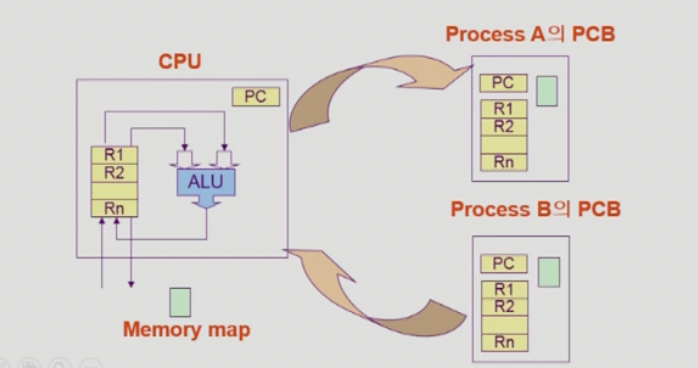 CPU
PC
R1
R2
Rn
ALU
Memory map
Process A의 PCB
PC
R1
R2
Rn
Process B의 PCB
PC
R1
R2
Rn